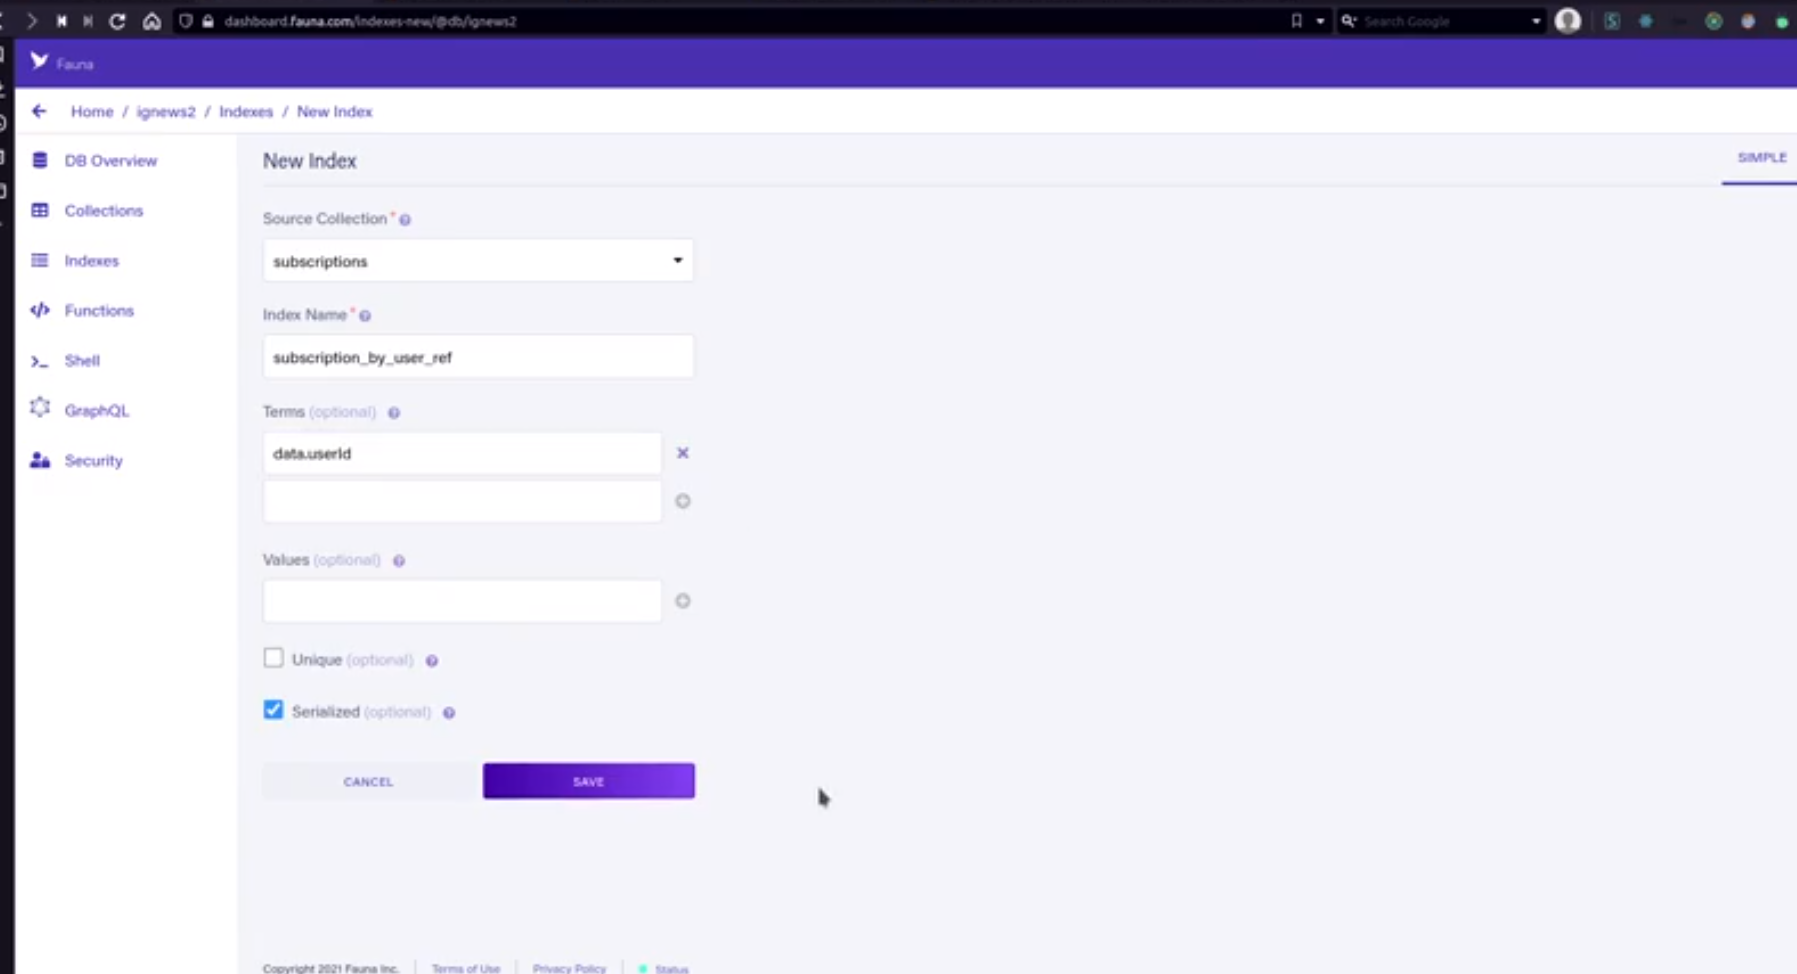 dashboard.fauna.com/indexes-new/@db/ignews2
Search Google
Fauna
Home / ignews2 / Indexes / New Index
DB Overview
Collections
Indexes
Functions
Shell
GraphQL
Security
New Index
SIMPLE
Source Collection *
subscriptions
Index Name *
subscription_by_user_ref
Terms (optional)
data.userId
Values (optional)
Unique (optional)
Serialized (optional)
CANCEL
SAVE
Copyright 2021 Fauna Inc.
Terms of Use
Privacy Policy
Status